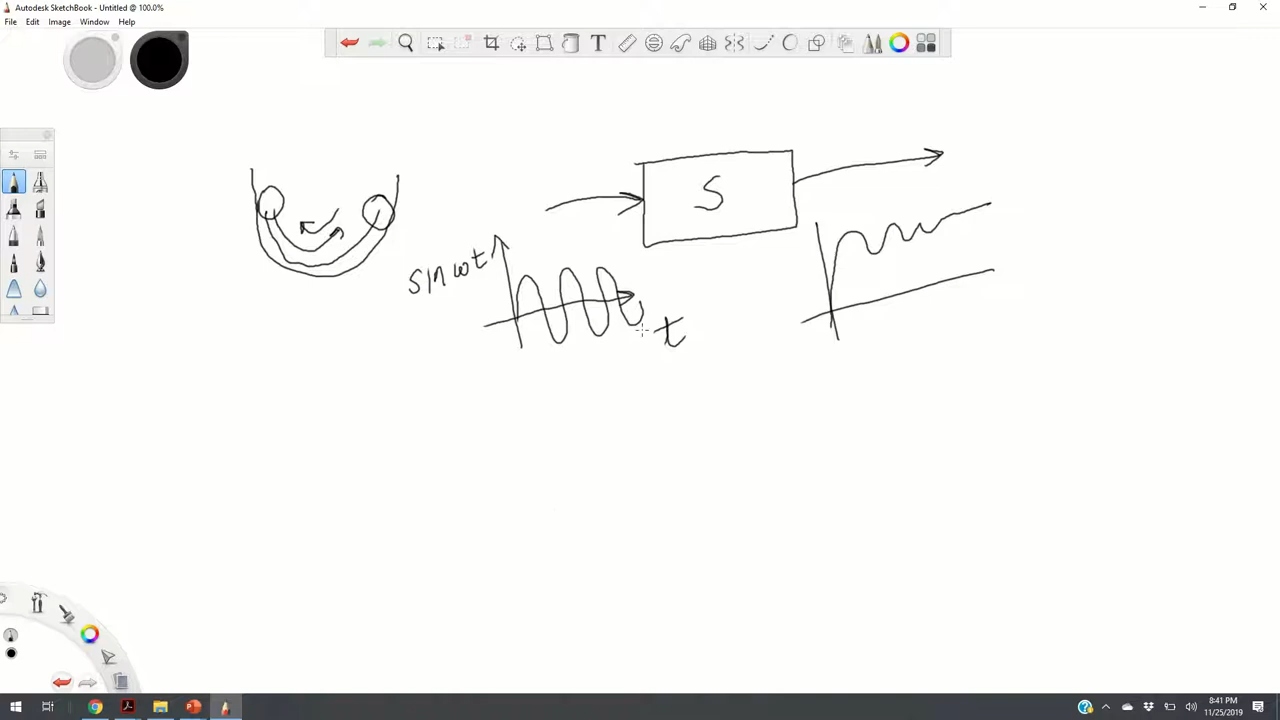 Autodesk SketchBook - Untitled @ 100.0%
File Edit Image Window Help
T
S
sin ωt
t
8:41 PM
11/25/2019